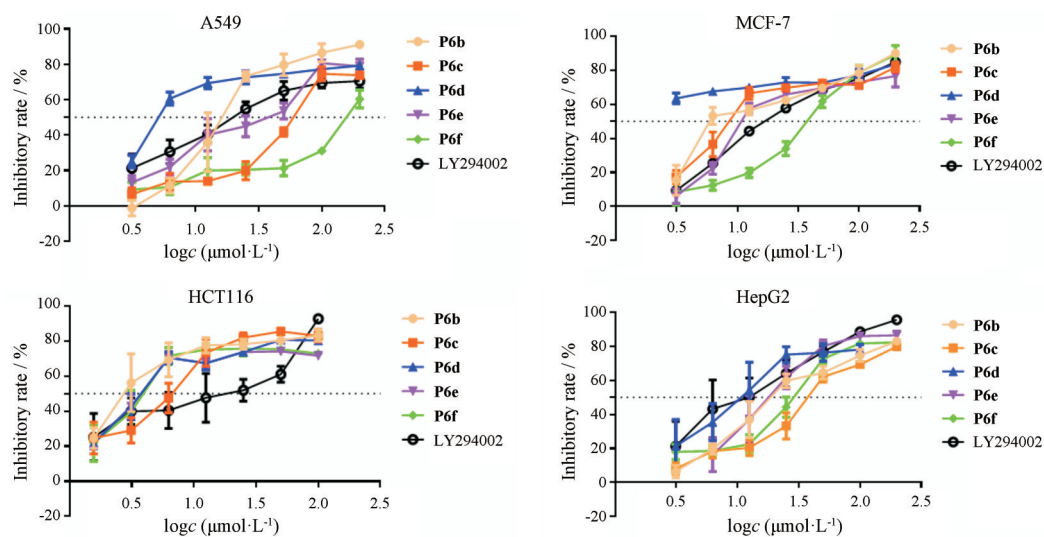 A549
Inhibitory rate / %
100
80
60
40
20
0
-20
0.5 1.0 1.5 2.0 2.5
logc (μmol·L⁻¹)
P6b
P6c
P6d
P6e
P6f
LY294002
MCF-7
Inhibitory rate / %
100
80
60
40
20
0
-20
0.5 1.0 1.5 2.0 2.5
logc (μmol·L⁻¹)
P6b
P6c
P6d
P6e
P6f
LY294002
HCT116
Inhibitory rate / %
100
80
60
40
20
0
-20
0.5 1.0 1.5 2.0 2.5
logc (μmol·L⁻¹)
P6b
P6c
P6d
P6e
P6f
LY294002
HepG2
Inhibitory rate / %
100
80
60
40
20
0
-20
0.5 1.0 1.5 2.0 2.5
logc (μmol·L⁻¹)
P6b
P6c
P6d
P6e
P6f
LY294002